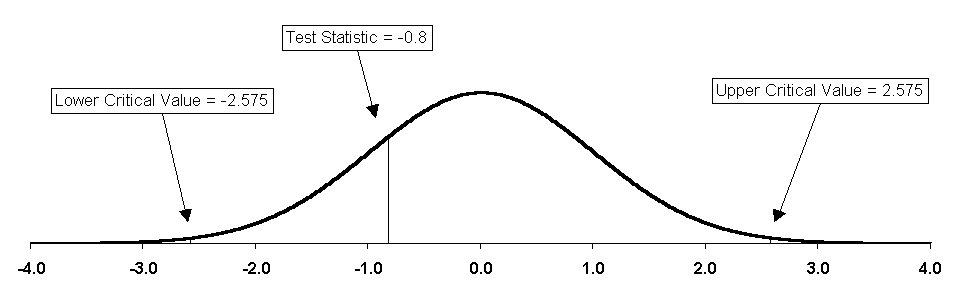 Test Statistic = -0.8
Lower Critical Value = -2.575
Upper Critical Value = 2.575
-4.0 -3.0 -2.0 -1.0 0.0 1.0 2.0 3.0 4.0